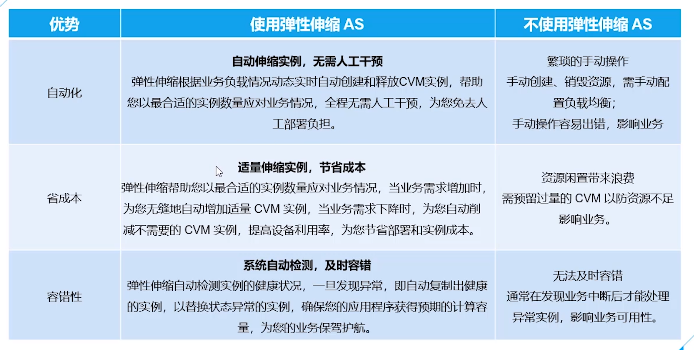 优势
使用弹性伸缩 AS
不使用弹性伸缩 AS
自动化
自动伸缩实例，无需人工干预
弹性伸缩根据业务负载情况动态实时自动创建和释放CVM实例，帮助
您以最合适的实例数量应对业务情况，全程无需人工干预，为您免去人
工部署负担。
繁琐的手动操作
手动创建、销毁资源，需手动配
置负载均衡；
手动操作容易出错，影响业务
省成本
适量伸缩实例，节省成本
弹性伸缩帮助您以最合适的实例数量应对业务情况，当业务需求增加时，
为您无缝地自动增加适量 CVM 实例，当业务需求下降时，为您自动削
减不需要的 CVM 实例，提高设备利用率，为您节省部署和实例成本。
资源闲置带来浪费
需预留过量的 CVM 以防资源不足
影响业务。
容错性
系统自动检测，及时容错
弹性伸缩自动检测实例的健康状况，一旦发现异常，即自动复制出健康
的实例，以替换状态异常的实例，确保您的应用程序获得预期的计算容
量，为您的业务保驾护航。
无法及时容错
通常在发现业务中断后才能处理
异常实例，影响业务可用性。